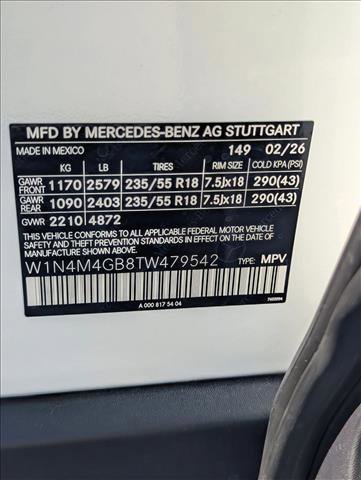 MFD BY MERCEDES-BENZ AG STUTTGART
MADE IN MEXICO 149 02/26
KG LB TIRES RIM SIZE COLD KPA (PSI)
GAWR FRONT 1170 2579 235/55 R18 7.5Jx18 290(43)
GAWR REAR 1090 2403 235/55 R18 7.5Jx18 290(43)
GVWR 2210 4872
THIS VEHICLE CONFORMS TO ALL APPLICABLE FEDERAL
MOTOR VEHICLE SAFETY STANDARDS IN EFFECT ON THE DATE OF
MANUFACTURE SHOWN ABOVE.
W1N4M4GB8TW479542 TYPE: MPV
A 000 817 54 04